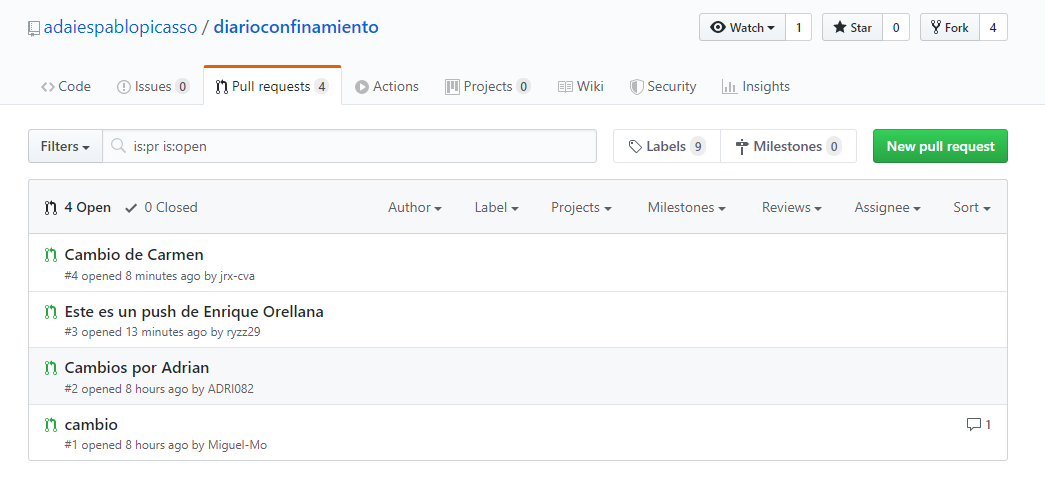 adaiespablopicasso / diarioconfinamiento Watch 1 Star 0 Fork 4
Code Issues 0 Pull requests 4 Actions Projects 0 Wiki Security Insights
Filters is:pr is:open Labels 9 Milestones 0 New pull request
4 Open 0 Closed Author Label Projects Milestones Reviews Assignee Sort
Cambio de Carmen
#4 opened 8 minutes ago by jrx-cva
Este es un push de Enrique Orellana
#3 opened 13 minutes ago by ryzz29
Cambios por Adrian
#2 opened 8 hours ago by ADRI082
cambio 1
#1 opened 8 hours ago by Miguel-Mo